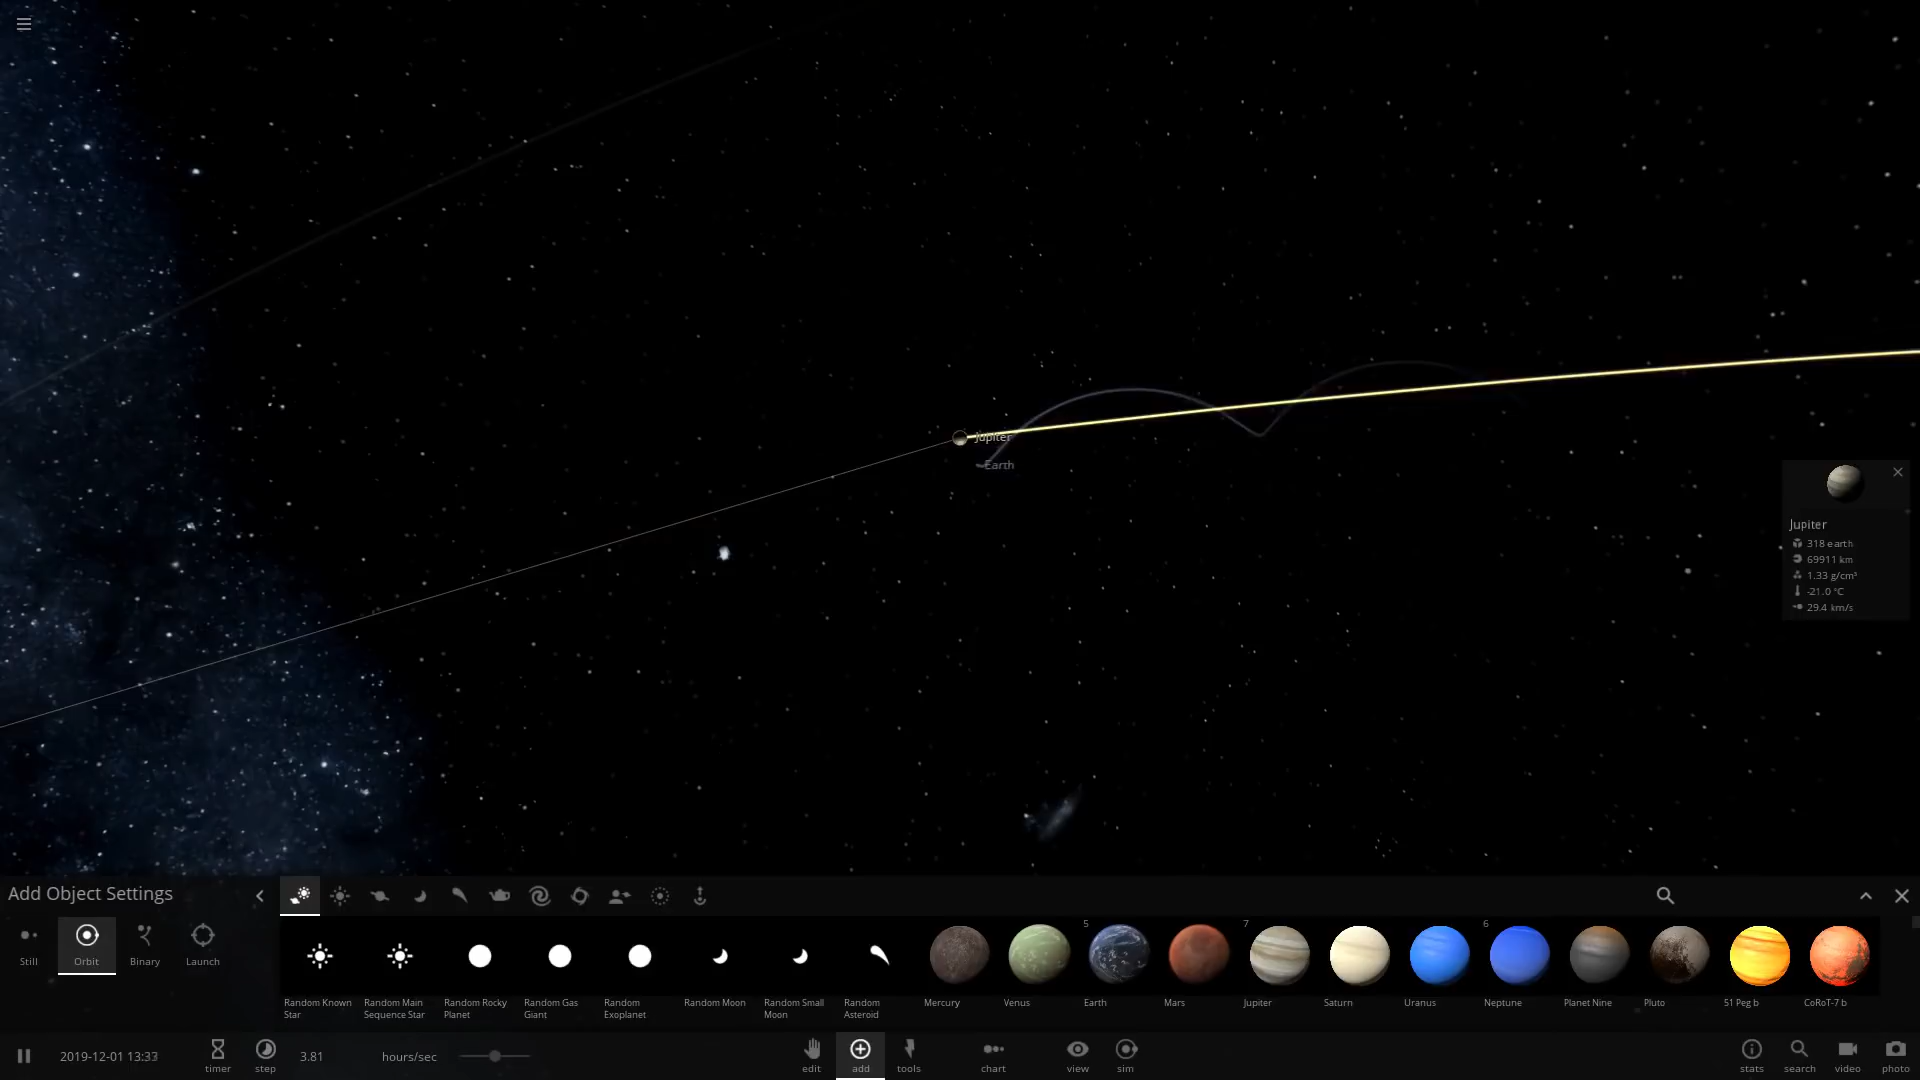 Jupiter
Earth
Jupiter
318 earth
69911 km
1.33 g/cm³
-21.0 °C
29.4 km/s
Add Object Settings
Still
Orbit
Binary
Launch
5
7
6
Random Known
Star
Random Main
Sequence Star
Random Rocky
Planet
Random Gas
Giant
Random
Exoplanet
Random Moon
Random Small
Moon
Random
Asteroid
Mercury
Venus
Earth
Mars
Jupiter
Saturn
Uranus
Neptune
Planet Nine
Pluto
51 Peg b
CoRoT-7 b
2019-12-01 13:33
timer
step
3.81
hours/sec
edit
add
tools
chart
view
sim
stats
search
video
photo